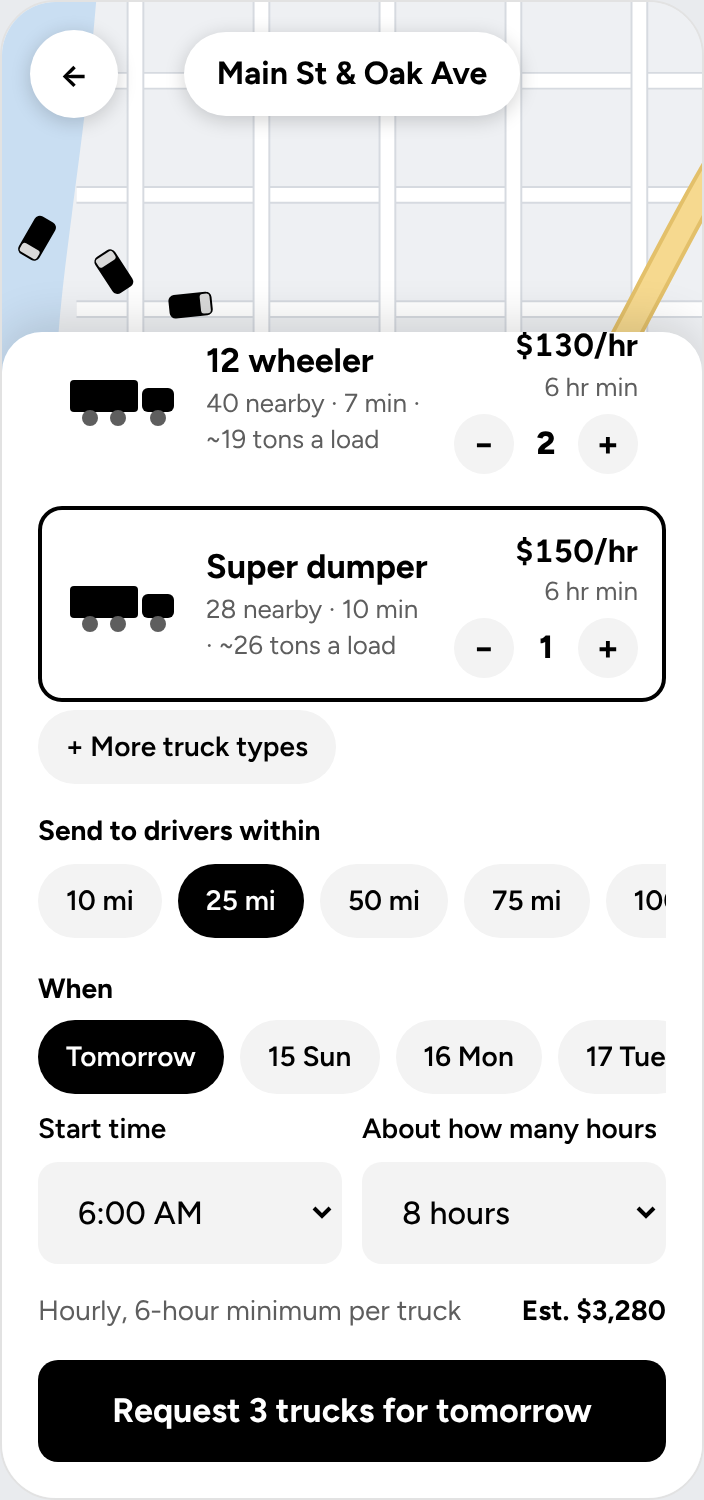 ←
Main St & Oak Ave
12 wheeler
$130/hr
40 nearby · 7 min ·
~19 tons a load
6 hr min
− 2 +
Super dumper
$150/hr
28 nearby · 10 min
· ~26 tons a load
6 hr min
− 1 +
+ More truck types
Send to drivers within
10 mi 25 mi 50 mi 75 mi
When
Tomorrow 15 Sun 16 Mon 17 Tue
Start time About how many hours
6:00 AM 8 hours
Hourly, 6-hour minimum per truck Est. $3,280
Request 3 trucks for tomorrow